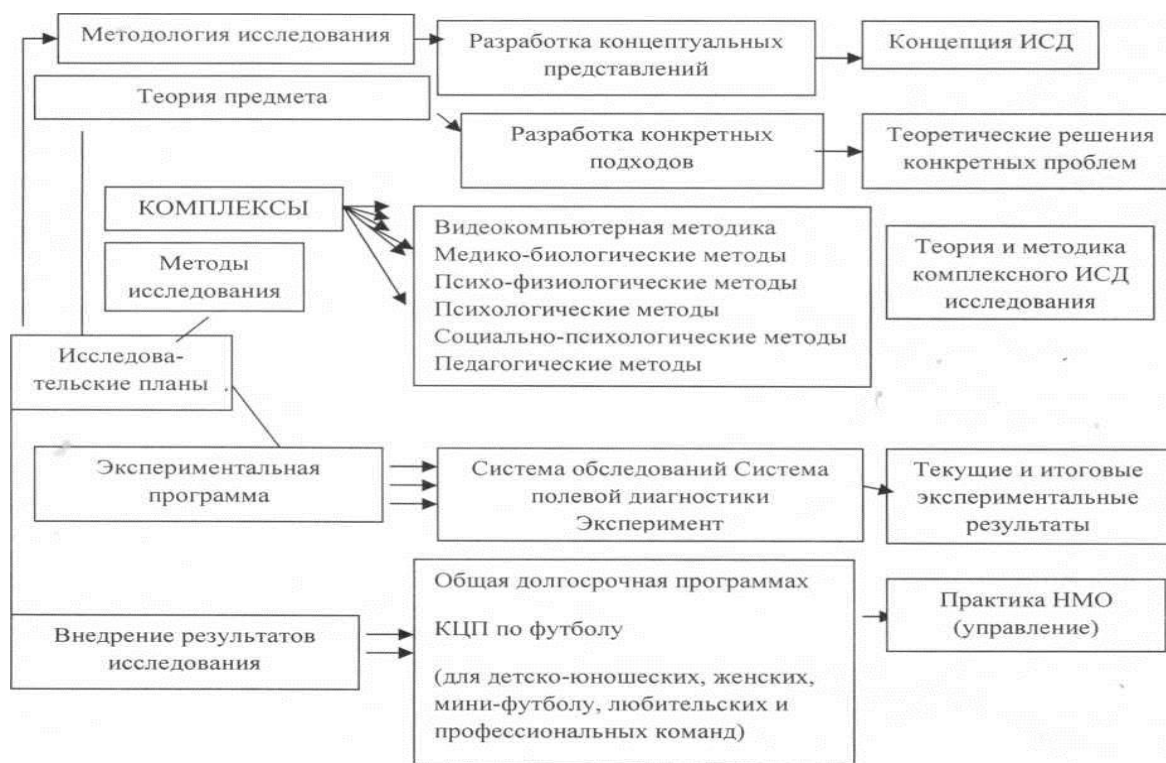 Методология исследования
Разработка концептуальных
представлений
Концепция ИСД
Теория предмета
Разработка конкретных
подходов
Теоретические решения
конкретных проблем
КОМПЛЕКСЫ
Методы
исследования
Видеокомпьютерная методика
Медико-биологические методы
Психо-физиологические методы
Психологические методы
Социально-психологические методы
Педагогические методы
Теория и методика
комплексного ИСД
исследования
Исследова-
тельские планы
Экспериментальная
программа
Система обследований Система
полевой диагностики
Эксперимент
Текущие и итоговые
экспериментальные
результаты
Внедрение результатов
исследования
Общая долгосрочная программах
КЦП по футболу
(для детско-юношеских, женских,
мини-футболу, любительских и
профессиональных команд)
Практика НМО
(управление)